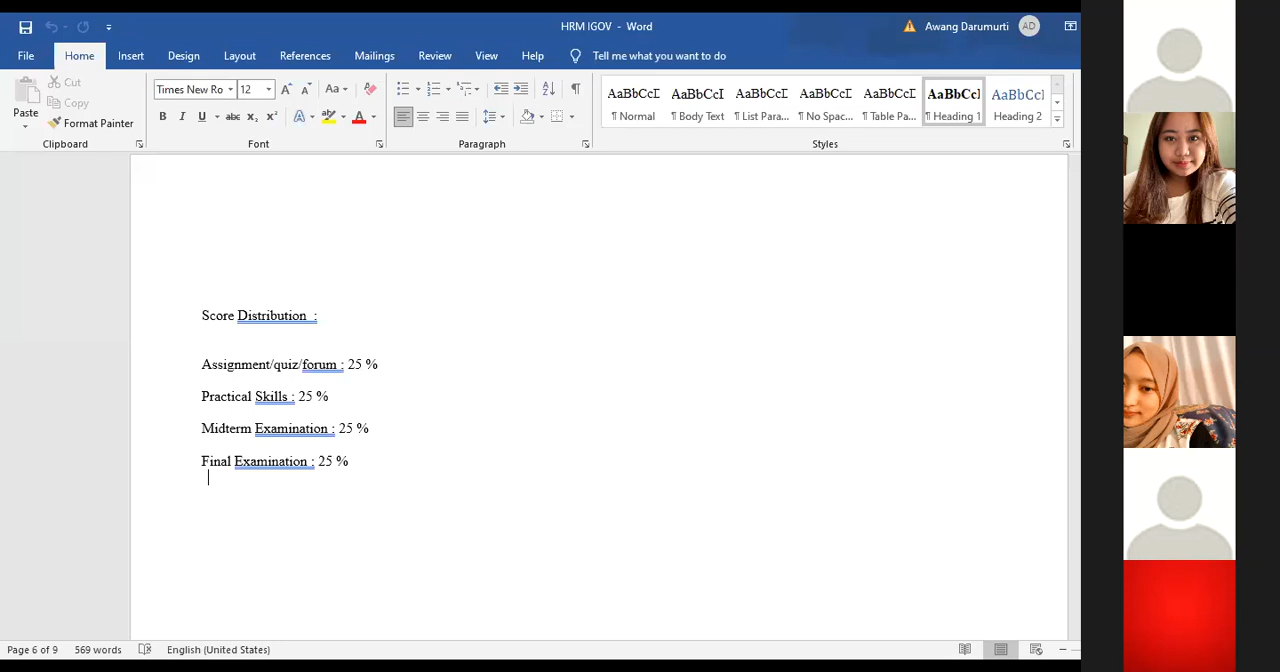 HRM IGOV - Word
Awang Darumurti AD
File Home Insert Design Layout References Mailings Review View Help Tell me what you want to do
Paste
Cut
Copy
Format Painter
Clipboard
Times New Ro 12
Font
Paragraph
AaBbCcI AaBbCcI AaBbCcI AaBbCcI AaBbCcI AaBbCc AaBbCcI
¶ Normal ¶ Body Text ¶ List Para... ¶ No Spac... ¶ Table Pa... ¶ Heading 1 Heading 2
Styles
Score Distribution :
Assignment/quiz/forum : 25 %
Practical Skills : 25 %
Midterm Examination : 25 %
Final Examination : 25 %
Page 6 of 9 569 words English (United States)